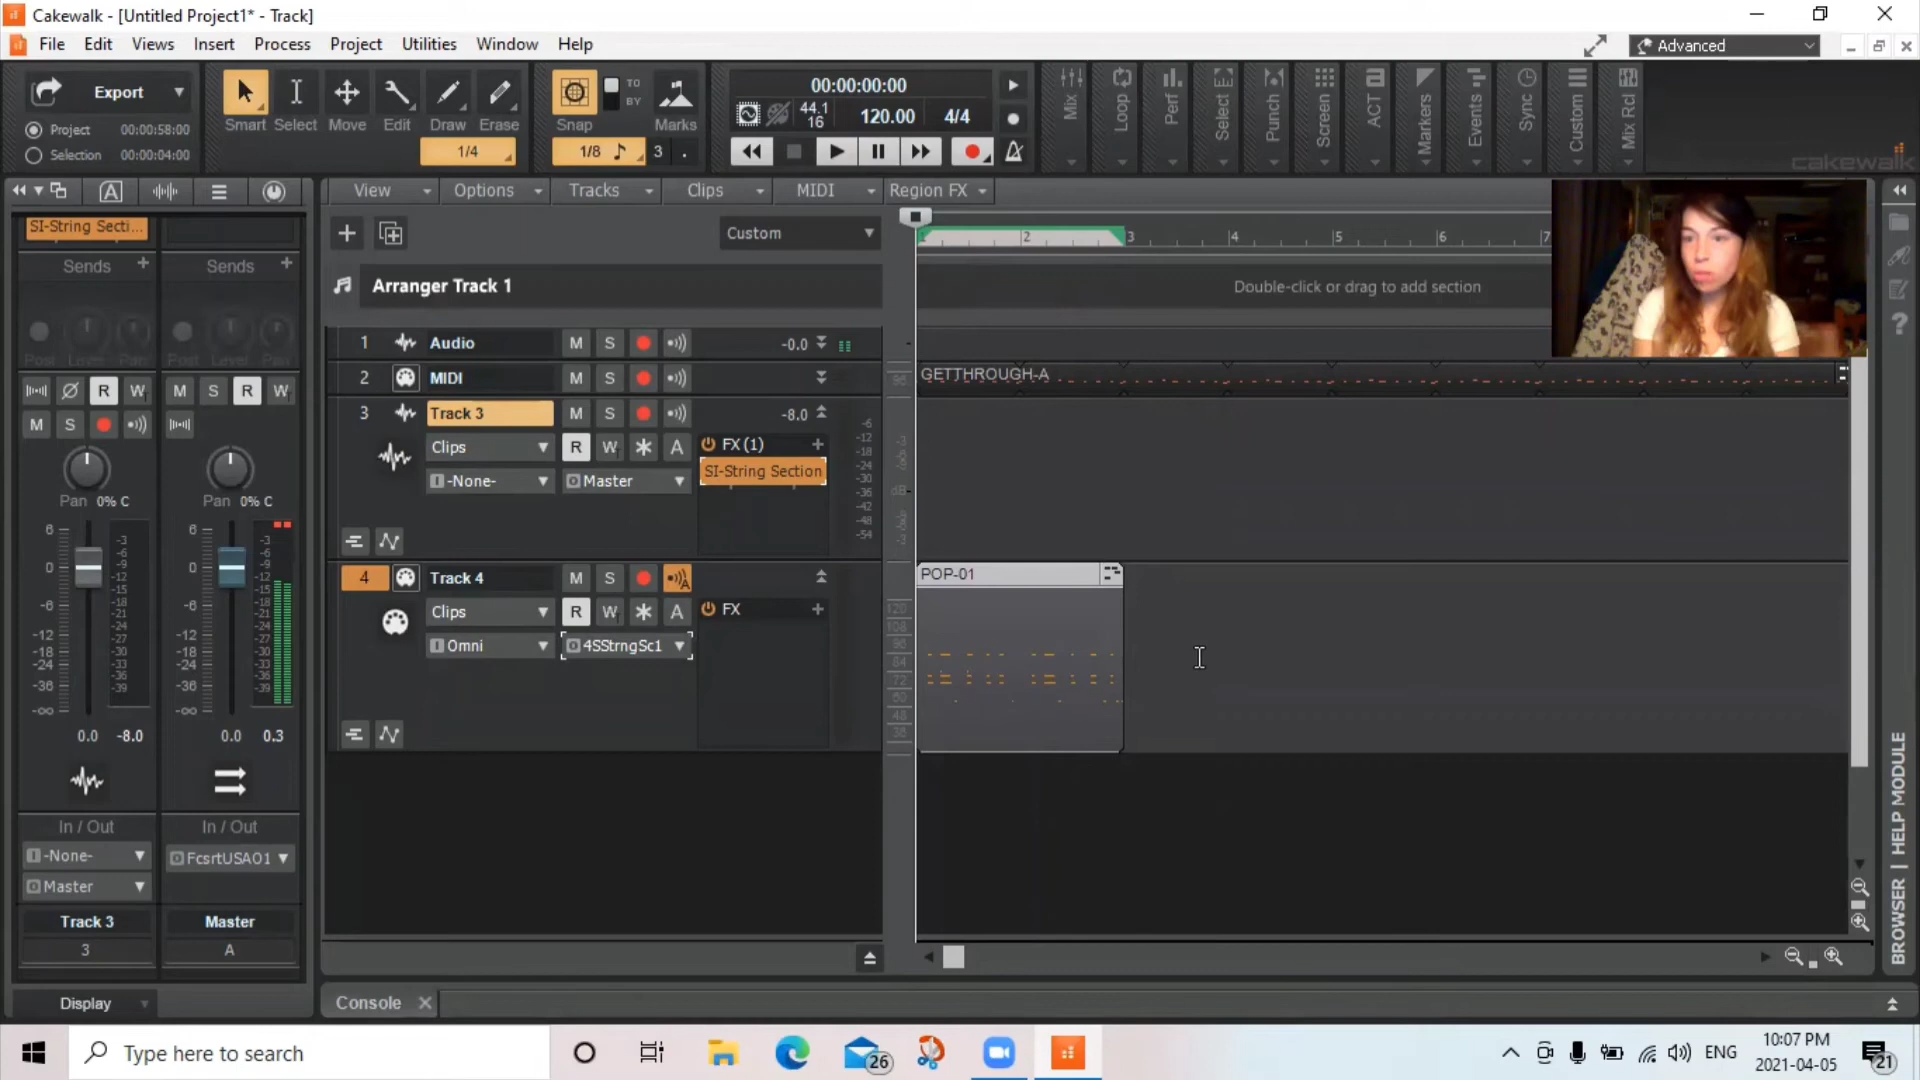 Cakewalk - [Untitled Project1* - Track]
File Edit Views Insert Process Project Utilities Window Help
Advanced
Export
Project 00:00:58:00
Selection 00:00:04:00
Smart Select Move Edit Draw Erase
1/4
Snap TO BY Marks
1/8 3 .
00:00:00:00
44.1
16 120.00 4/4
Mix Loop Perf Select Punch Screen ACT Markers Events Sync Custom Mix Rcl
cakewalk
A
View Options Tracks Clips MIDI Region FX
SI-String Secti...
Custom
1 2 3 4 5 6 7
Sends + Sends +
Arranger Track 1
Double-click or drag to add section
Post Level Pan Post Level Pan
1 Audio M S -0.0
2 MIDI M S
GETTHROUGH-A
R W M S R W
3 Track 3 M S -8.0
M S
Clips R W A FX (1) +
SI-String Section
-None- Master
-6
-12
-18
-24
-30
-36
-42
-48
-54
dB
Pan 0% C Pan 0% C
6 0 -6 -12 -18 -24 -36 -∞
-3 -6 -9 -12 -15 -18 -21 -24 -27 -30 -33 -36 -39
6 0 -6 -12 -18 -24 -36 -∞
-3 -6 -9 -12 -15 -18 -21 -24 -27 -30 -33 -36 -39
4 Track 4 M S A
POP-01
Clips R W A FX +
Omni 4SStrngSc1
0.0 -8.0 0.0 0.3
In / Out In / Out
-None- FcsrtUSAO1
Master
Track 3 Master
3 A
Display
Console
BROWSER | HELP MODULE
Type here to search
26
ENG
10:07 PM
2021-04-05
21